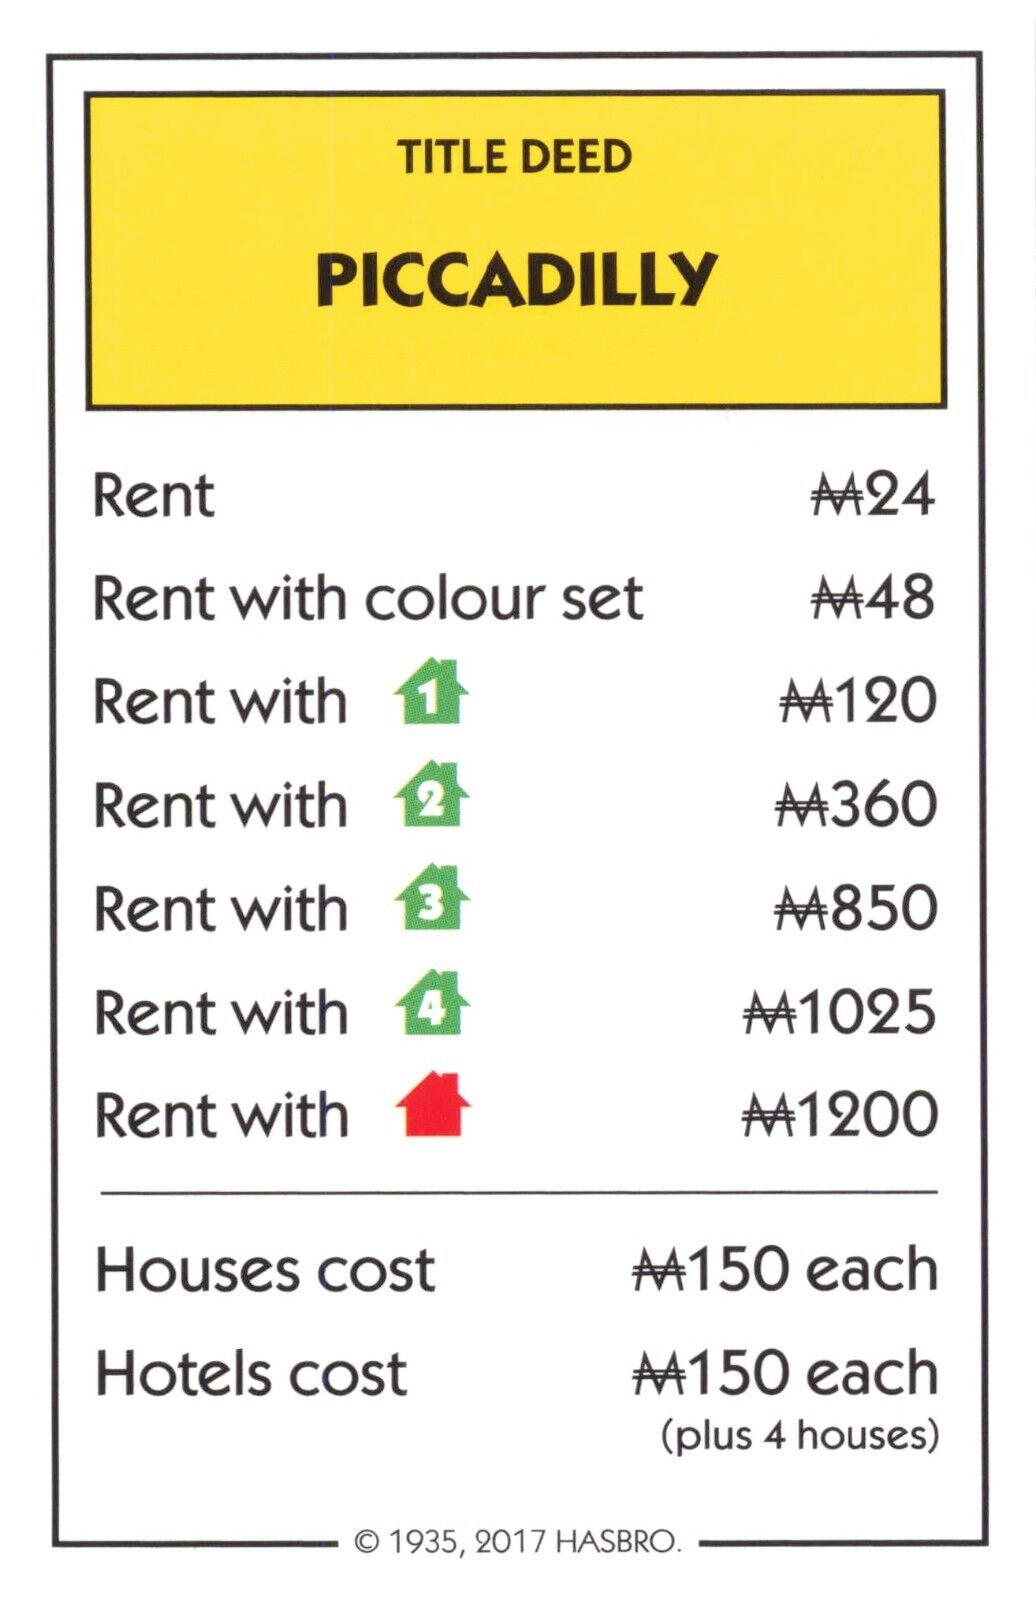 TITLE DEED
PICCADILLY
Rent ₩24
Rent with colour set ₩48
Rent with 1 ₩120
Rent with 2 ₩360
Rent with 3 ₩850
Rent with 4 ₩1025
Rent with ₩1200
Houses cost ₩150 each
Hotels cost ₩150 each
(plus 4 houses)
© 1935, 2017 HASBRO.